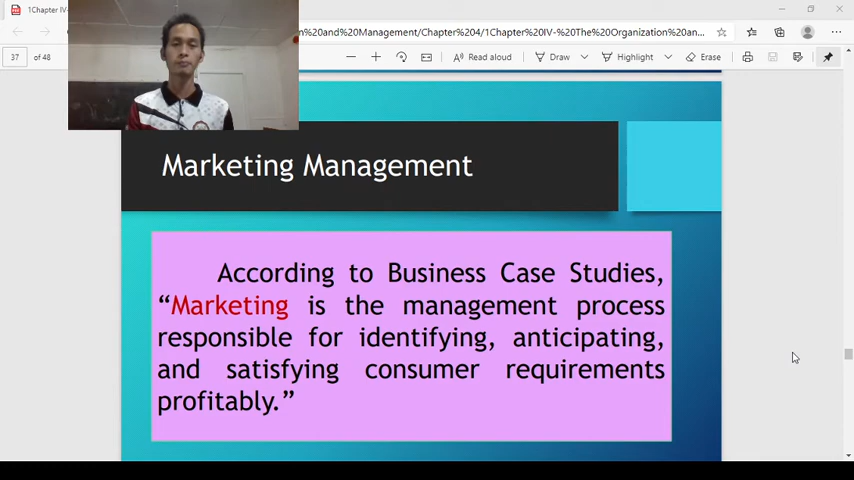 1Chapter IV-
n%20and%20Management/Chapter%204/1Chapter%20IV-%20The%20Organization%20an...
37 of 48
Read aloud
Draw
Highlight
Erase
Marketing Management
According to Business Case Studies,
“Marketing is the management process
responsible for identifying, anticipating,
and satisfying consumer requirements
profitably.”